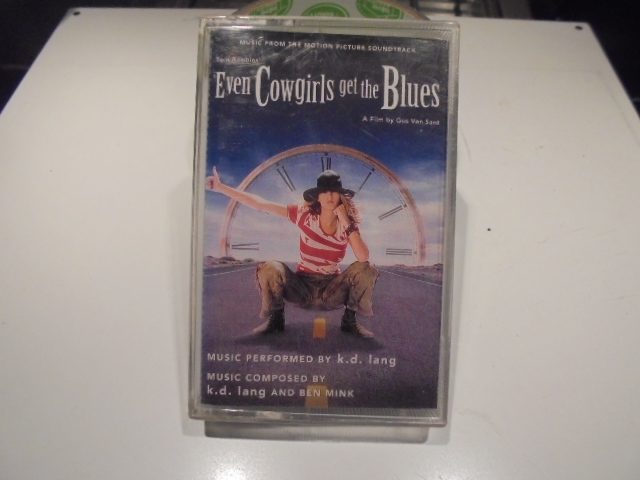 MUSIC FROM THE MOTION PICTURE SOUNDTRACK
Tom Robbins'
Even Cowgirls get the Blues
A Film by Gus Van Sant
MUSIC PERFORMED BY k.d. lang
MUSIC COMPOSED BY
k.d. lang AND BEN MINK